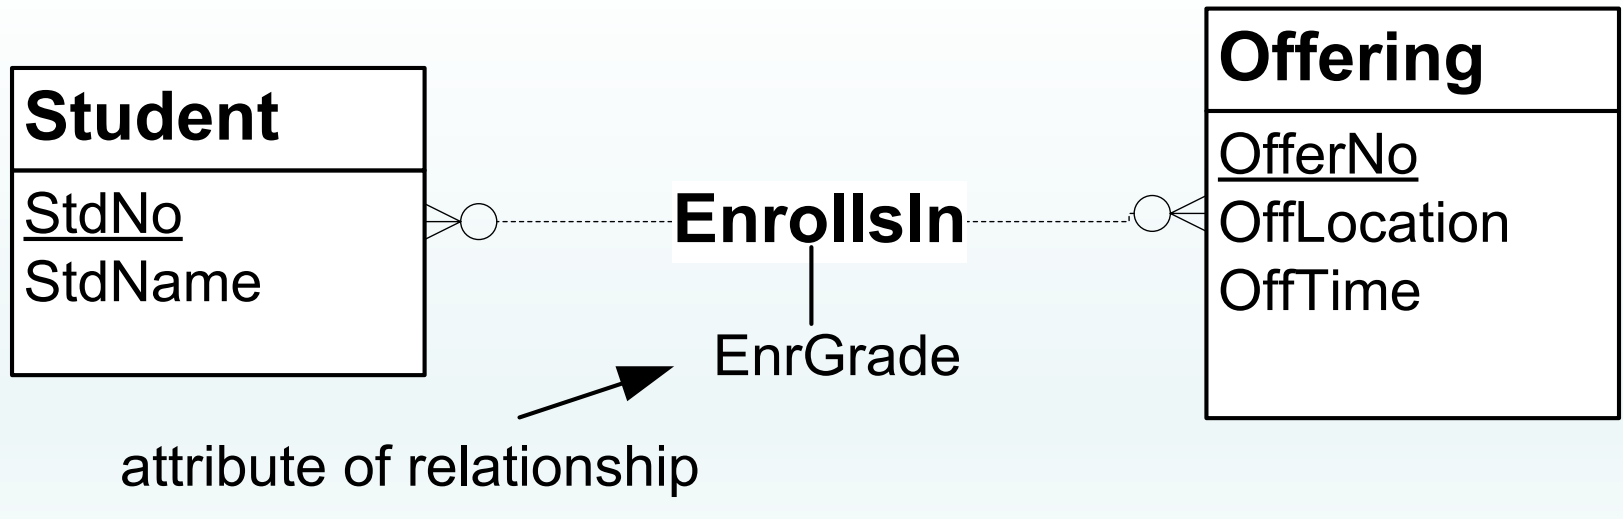 Student
StdNo
StdName
EnrollsIn
EnrGrade
attribute of relationship
Offering
OfferNo
OffLocation
OffTime